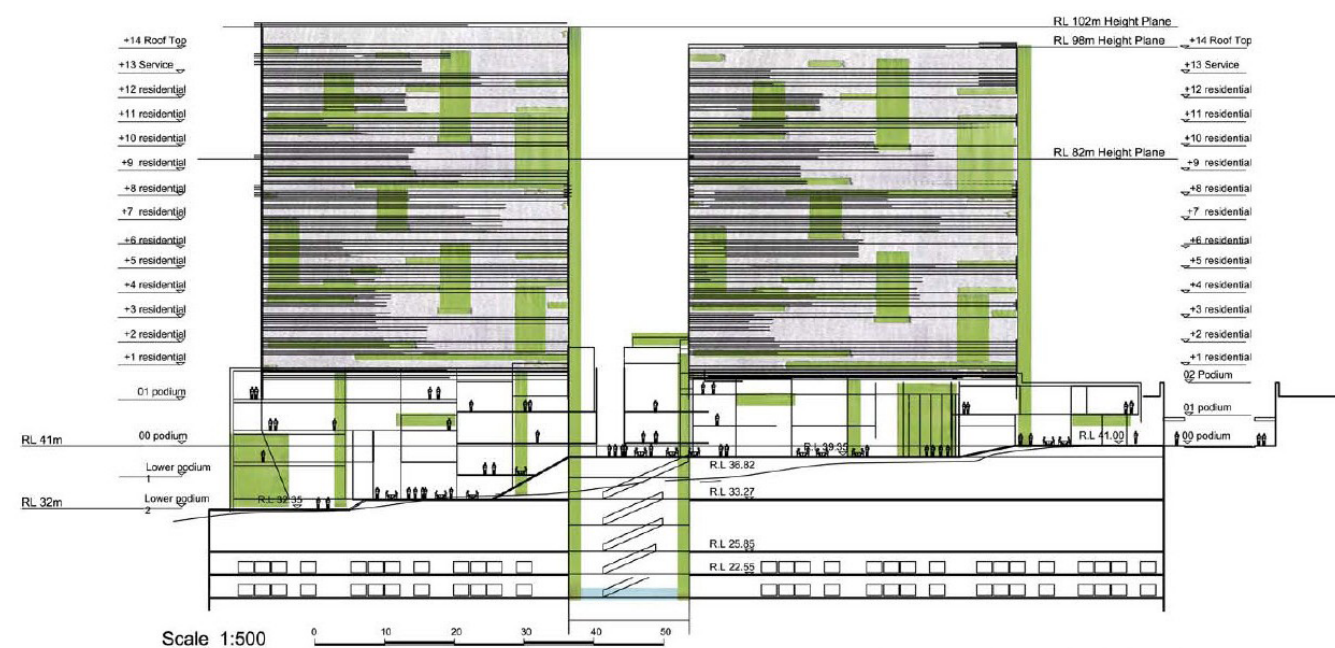 RL 102m Height Plane
+14 Roof Top
RL 98m Height Plane
+14 Roof Top
+13 Service
+13 Service
+12 residential
+12 residential
+11 residential
+11 residential
+10 residential
+10 residential
RL 82m Height Plane
+9 residential
+9 residential
+8 residential
+8 residential
+7 residential
+7 residential
+6 residential
+6 residential
+5 residential
+5 residential
+4 residential
+4 residential
+3 residential
+3 residential
+2 residential
+2 residential
+1 residential
+1 residential
02 Podium
01 podium
01 podium
RL 41m
00 podium
R.L 41.00
00 podium
R.L 39.35
Lower podium
1
R.L 36.82
Lower podium
2
RL 32m
R.L 32.35
R.L 33.27
R.L 25.85
R.L 22.55
Scale 1:500
0 10 20 30 40 50